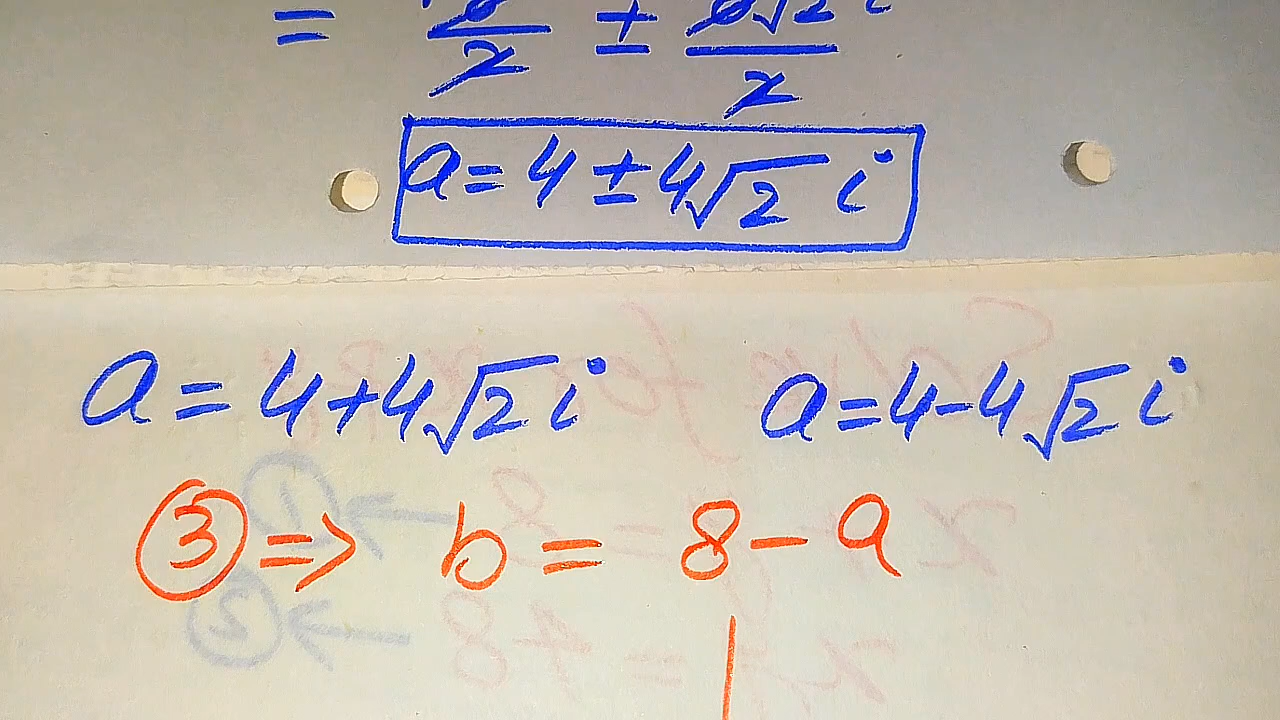 = ± i
a = 4 ± 4√2 i
a = 4+4√2 i a = 4-4√2 i
③ => b = 8 - a